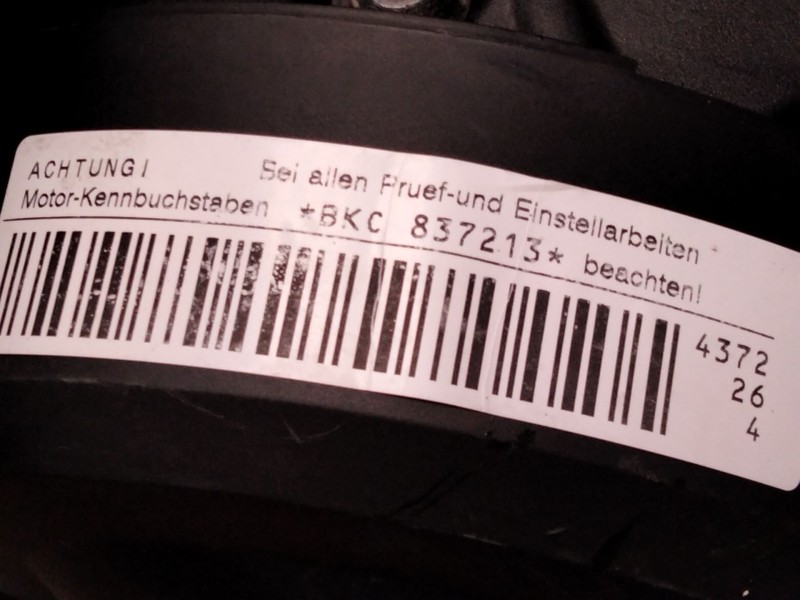 ACHTUNG! Bei allen Pruef-und Einstellarbeiten
Motor-Kennbuchstaben *BKC 837213* beachten!
4372
26
4